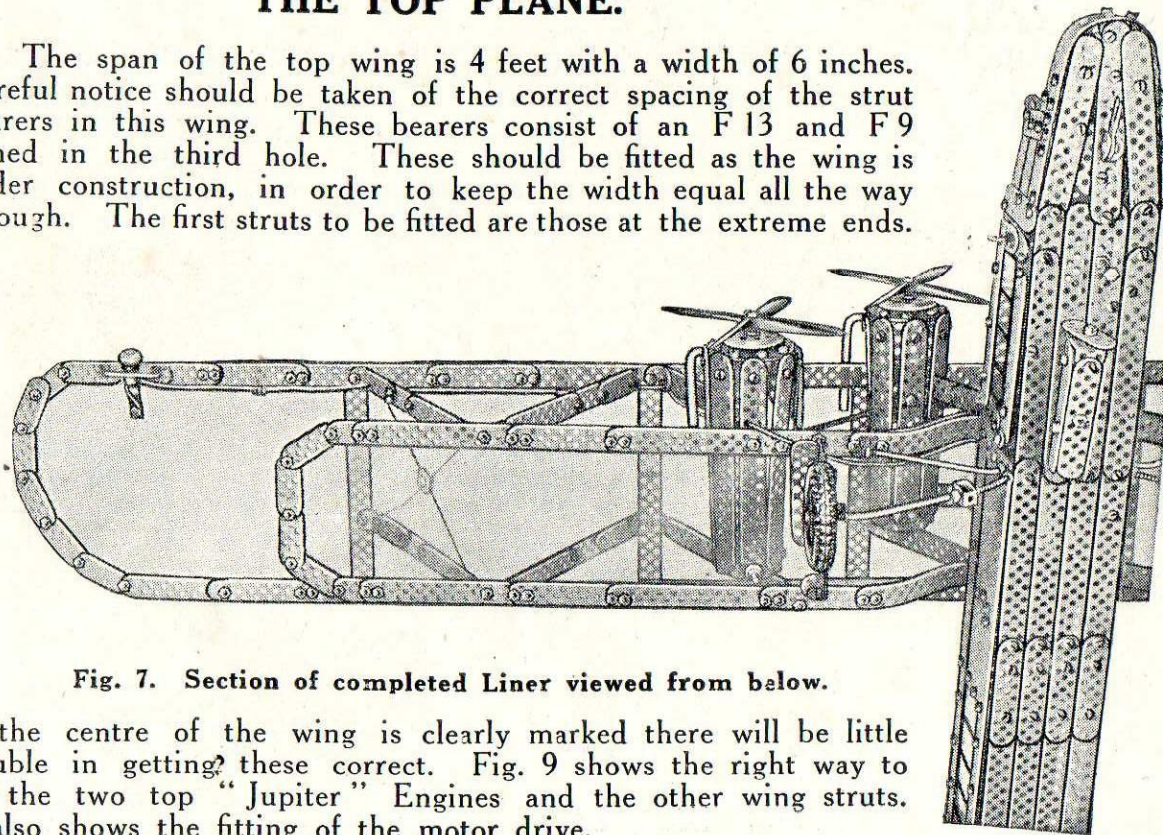 THE TOP PLANE.
The span of the top wing is 4 feet with a width of 6 inches.
reful notice should be taken of the correct spacing of the strut
rers in this wing. These bearers consist of an F 13 and F 9
ned in the third hole. These should be fitted as the wing is
der construction, in order to keep the width equal all the way
ough. The first struts to be fitted are those at the extreme ends.
Fig. 7. Section of completed Liner viewed from below.
the centre of the wing is clearly marked there will be little
uble in getting? these correct. Fig. 9 shows the right way to
the two top "Jupiter" Engines and the other wing struts.
also shows the fitting of the motor drive.